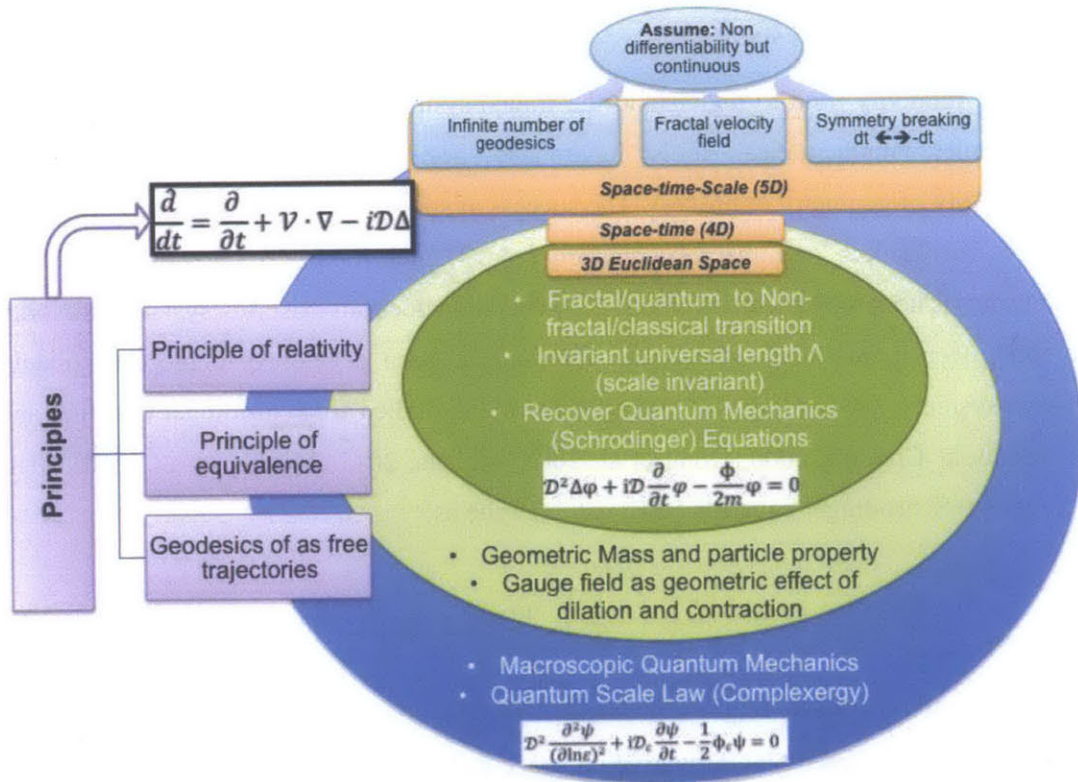 Assume: Non
differentiability but
continuous
Infinite number of
geodesics
Fractal velocity
field
Symmetry breaking
dt ←→-dt
Space-time-Scale (5D)
d̂/dt = ∂/∂t + 𝒱 · ∇ − i𝒟Δ
Space-time (4D)
3D Euclidean Space
• Fractal/quantum to Non-
fractal/classical transition
• Invariant universal length Λ
(scale invariant)
• Recover Quantum Mechanics
(Schrodinger) Equations
𝒟²Δφ + i𝒟 ∂/∂t φ − Φ/2m φ = 0
Principles
Principle of relativity
Principle of
equivalence
Geodesics of as free
trajectories
• Geometric Mass and particle property
• Gauge field as geometric effect of
dilation and contraction
• Macroscopic Quantum Mechanics
• Quantum Scale Law (Complexergy)
𝒟² ∂²ψ/(∂lnε)² + i𝒟ₑ ∂ψ/∂t − 1/2 ϕₑψ = 0